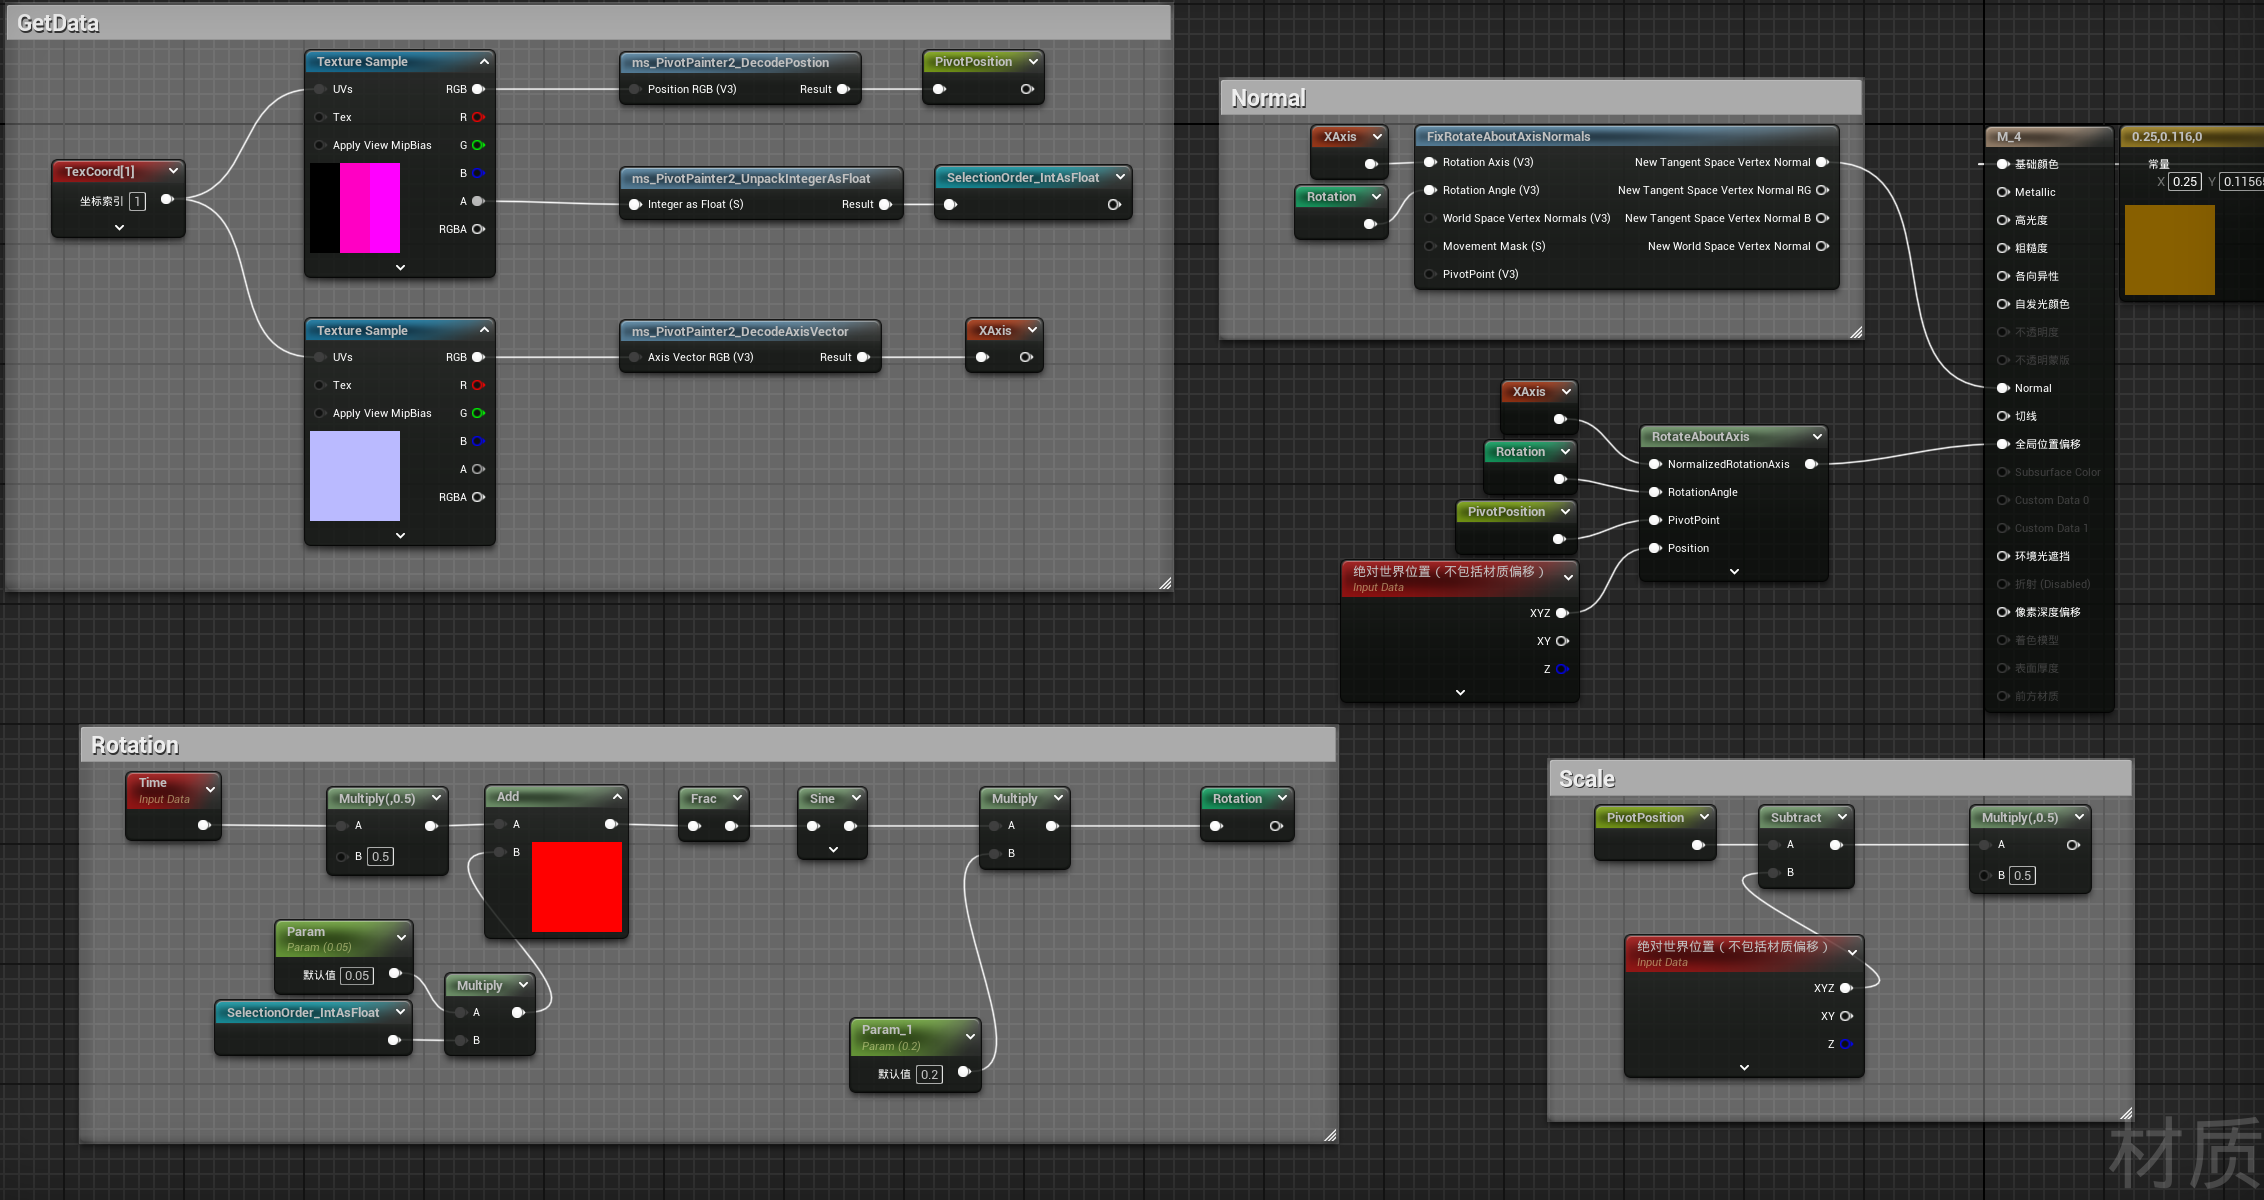 GetData
TexCoord[1]
坐标索引 1
Texture Sample
UVs RGB
Tex R
Apply View MipBias G
B
A
RGBA
ms_PivotPainter2_DecodePostion
Position RGB (V3) Result
PivotPosition
ms_PivotPainter2_UnpackIntegerAsFloat
Integer as Float (S) Result
SelectionOrder_IntAsFloat
Texture Sample
UVs RGB
Tex R
Apply View MipBias G
B
A
RGBA
ms_PivotPainter2_DecodeAxisVector
Axis Vector RGB (V3) Result
XAxis
Normal
XAxis
Rotation
FixRotateAboutAxisNormals
Rotation Axis (V3) New Tangent Space Vertex Normal
Rotation Angle (V3) New Tangent Space Vertex Normal RG
World Space Vertex Normals (V3) New Tangent Space Vertex Normal B
Movement Mask (S) New World Space Vertex Normal
PivotPoint (V3)
XAxis
Rotation
PivotPosition
绝对世界位置（不包括材质偏移）
Input Data
XYZ
XY
Z
RotateAboutAxis
NormalizedRotationAxis
RotationAngle
PivotPoint
Position
M_4
基础颜色
Metallic
高光度
粗糙度
各向异性
自发光颜色
不透明度
不透明蒙版
Normal
切线
全局位置偏移
Subsurface Color
Custom Data 0
Custom Data 1
环境光遮挡
折射 (Disabled)
像素深度偏移
着色模型
表面厚度
前方材质
0.25,0.116,0
常量
X 0.25 Y 0.1156
Rotation
Time
Input Data
Multiply(,0.5)
A
B 0.5
Add
A
B
Frac
Sine
Multiply
A
B
Rotation
Param
Param (0.05)
默认值 0.05
SelectionOrder_IntAsFloat
Multiply
A
B
Param_1
Param (0.2)
默认值 0.2
Scale
PivotPosition
Subtract
A
B
Multiply(,0.5)
A
B 0.5
绝对世界位置（不包括材质偏移）
Input Data
XYZ
XY
Z
材质